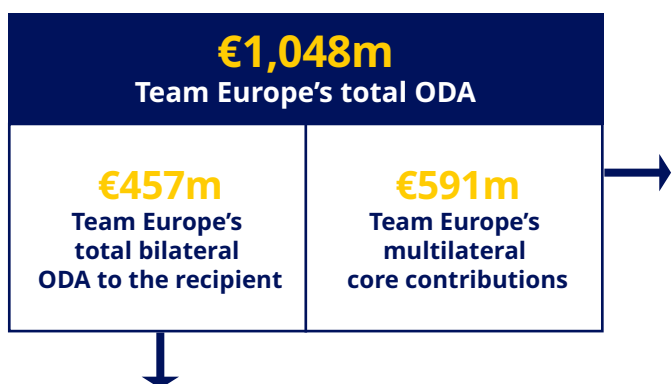 €1,048m
Team Europe’s total ODA
€457m
Team Europe’s
total bilateral
ODA to the recipient
€591m
Team Europe’s
multilateral
core contributions